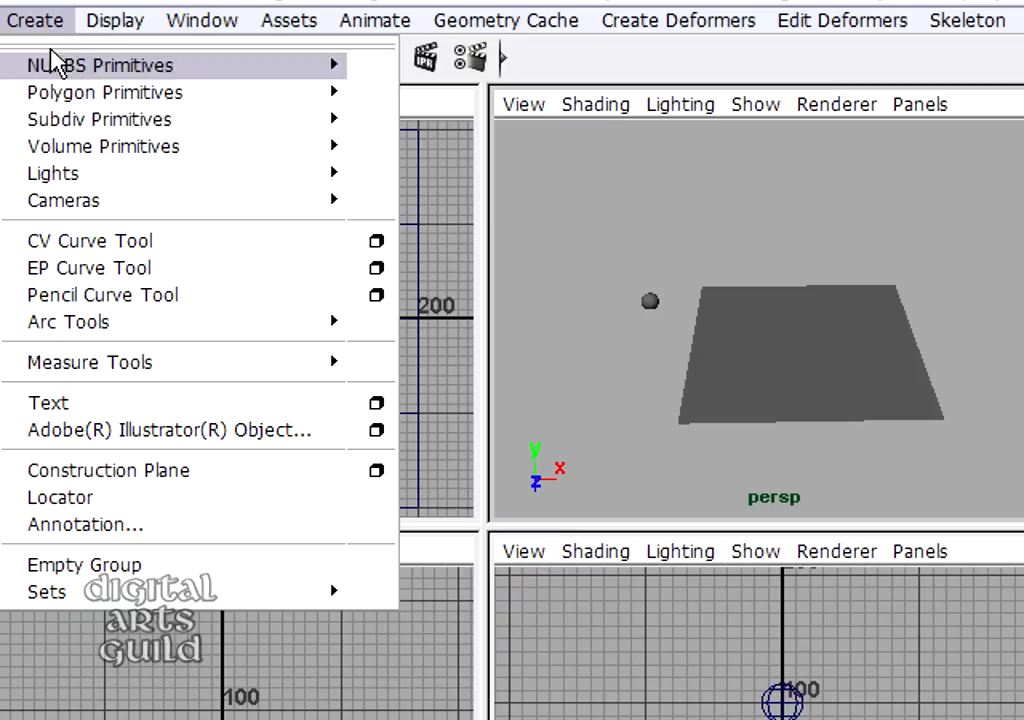 Create Display Window Assets Animate Geometry Cache Create Deformers Edit Deformers Skeleton
NURBS Primitives
Polygon Primitives
Subdiv Primitives
Volume Primitives
Lights
Cameras
CV Curve Tool
EP Curve Tool
Pencil Curve Tool
Arc Tools
Measure Tools
Text
Adobe(R) Illustrator(R) Object...
Construction Plane
Locator
Annotation...
Empty Group
Sets
digital
arts
guild
IPR
View Shading Lighting Show Renderer Panels
200
y
x
z
persp
View Shading Lighting Show Renderer Panels
100
100